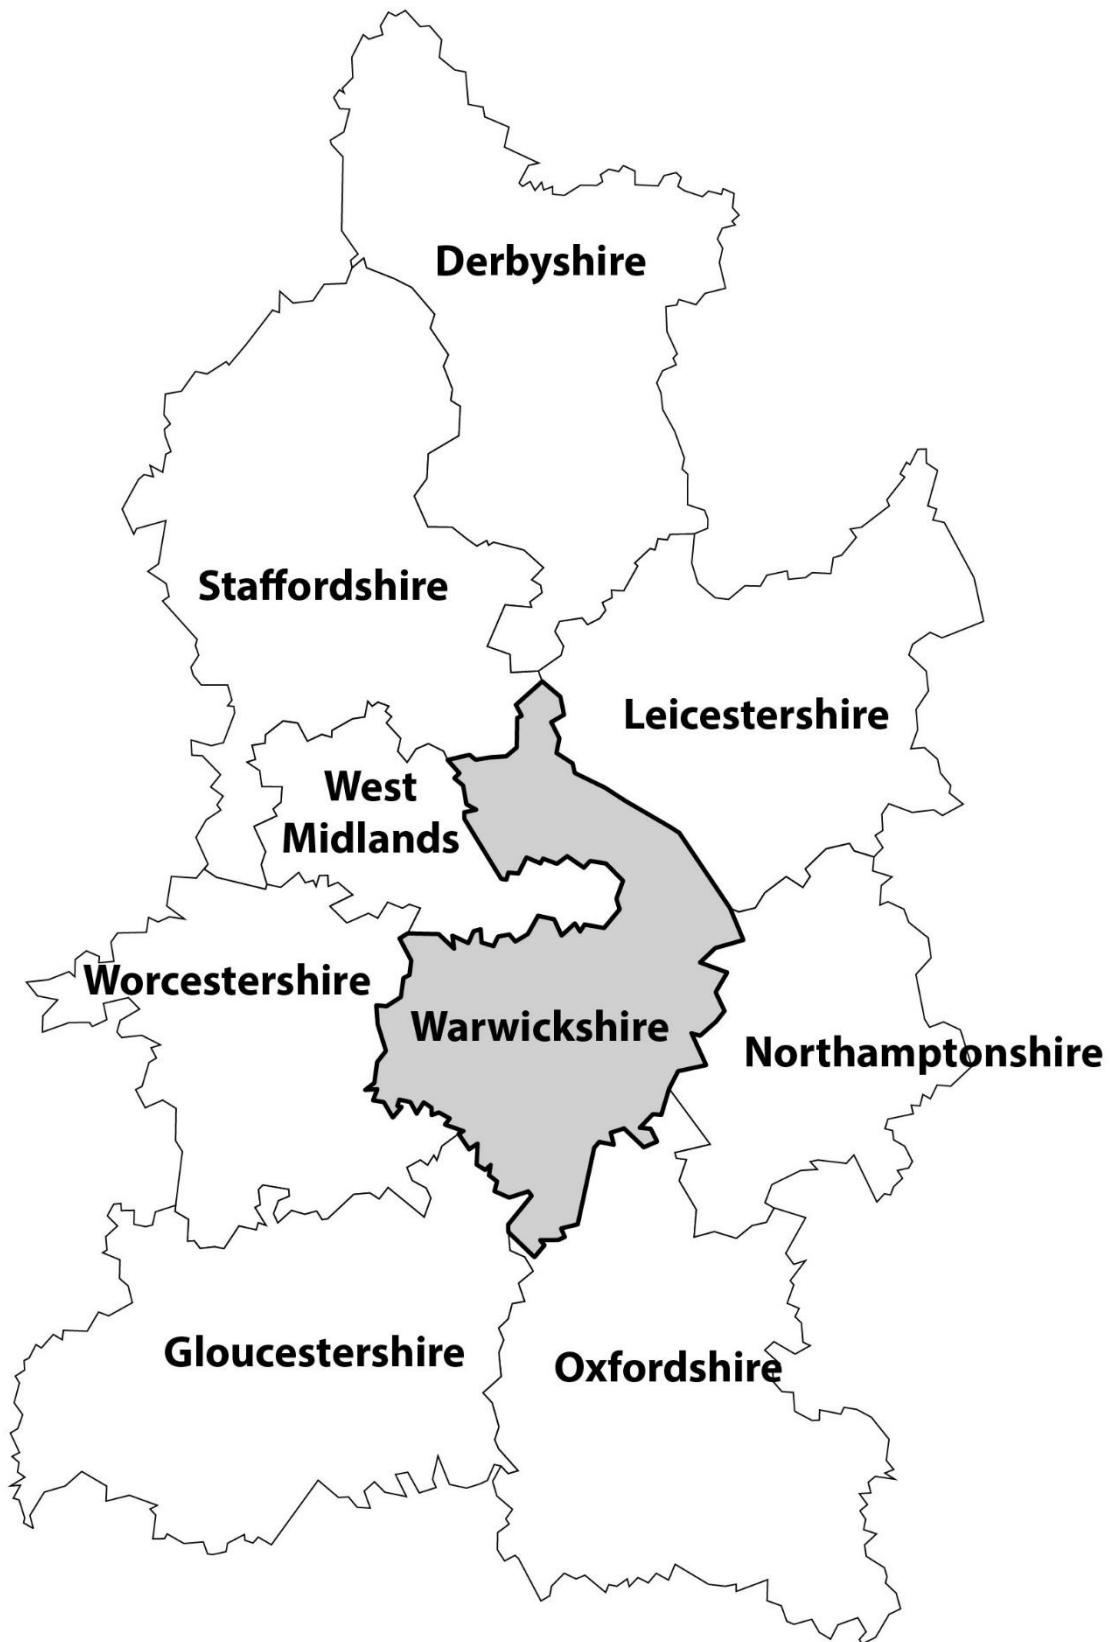 Derbyshire
Staffordshire
Leicestershire
West
Midlands
Worcestershire
Warwickshire
Northamptonshire
Gloucestershire
Oxfordshire